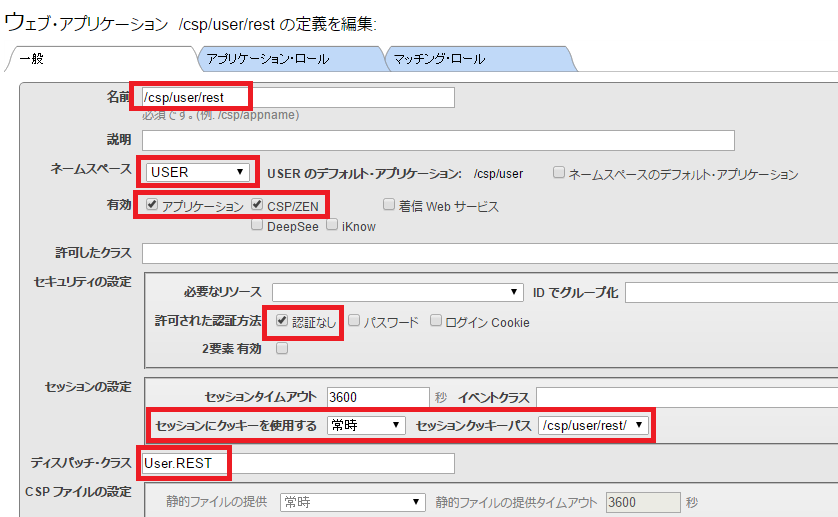 ウェブ・アプリケーション /csp/user/rest の定義を編集:
一般 アプリケーション・ロール マッチング・ロール
名前 /csp/user/rest
必須です。(例. /csp/appname)
説明
ネームスペース USER USER のデフォルト・アプリケーション: /csp/user ネームスペースのデフォルト・アプリケーション
有効 アプリケーション CSP/ZEN 着信 Web サービス
DeepSee iKnow
許可したクラス
セキュリティの設定
必要なリソース ID でグループ化
許可された認証方法 認証なし パスワード ログイン Cookie
2要素 有効
セッションの設定
セッションタイムアウト 3600 秒 イベントクラス
セッションにクッキーを使用する 常時 セッションクッキーパス /csp/user/rest/
ディスパッチ・クラス User.REST
CSP ファイルの設定
静的ファイルの提供 常時 静的ファイルの提供タイムアウト 3600 秒